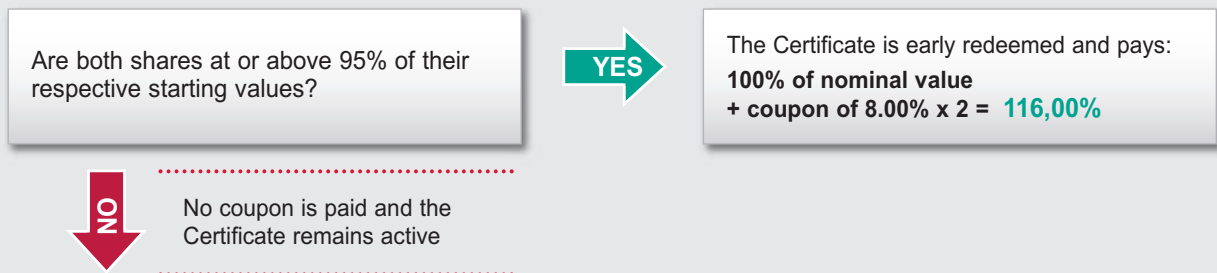 Are both shares at or above 95% of their
respective starting values?
YES
The Certificate is early redeemed and pays:
100% of nominal value
+ coupon of 8.00% x 2 = 116,00%
NO
No coupon is paid and the
Certificate remains active